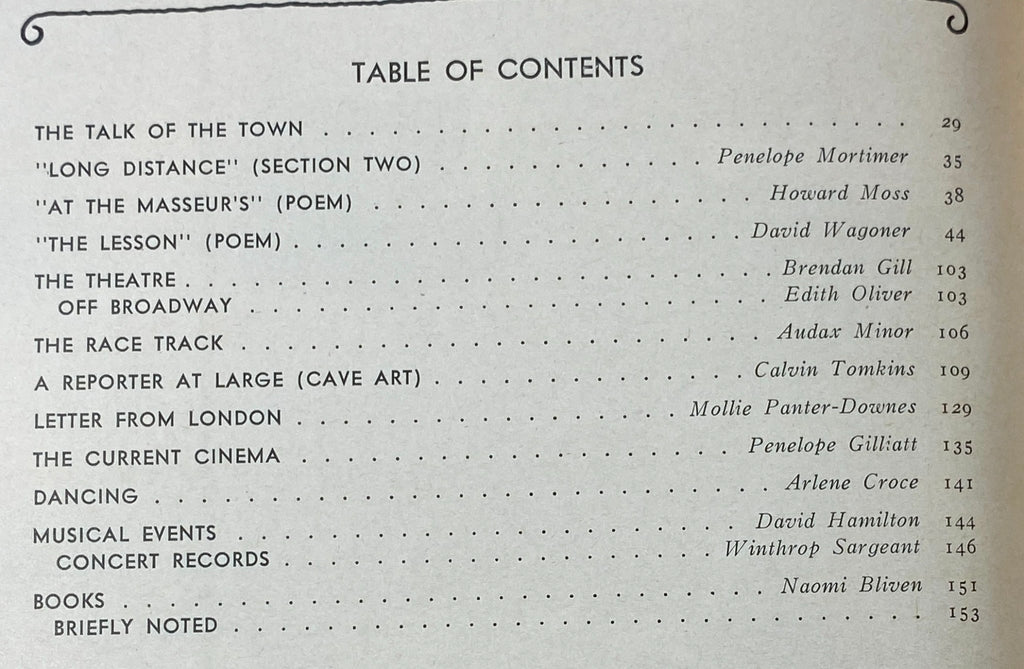 TABLE OF CONTENTS
THE TALK OF THE TOWN . . . . . . . . . . . . . . . . . . . . . . . 29
"LONG DISTANCE" (SECTION TWO) . . . . . . . . . . . Penelope Mortimer 35
"AT THE MASSEUR'S" (POEM) . . . . . . . . . . . . . . . Howard Moss 38
"THE LESSON" (POEM) . . . . . . . . . . . . . . . . . . David Wagoner 44
THE THEATRE . . . . . . . . . . . . . . . . . . . . . . . Brendan Gill 103
OFF BROADWAY . . . . . . . . . . . . . . . . . . . . . Edith Oliver 103
THE RACE TRACK . . . . . . . . . . . . . . . . . . . . . Audax Minor 106
A REPORTER AT LARGE (CAVE ART) . . . . . . . . . . . . . Calvin Tomkins 109
LETTER FROM LONDON . . . . . . . . . . . . . . . . Mollie Panter-Downes 129
THE CURRENT CINEMA . . . . . . . . . . . . . . . . . Penelope Gilliatt 135
DANCING . . . . . . . . . . . . . . . . . . . . . . . . . Arlene Croce 141
MUSICAL EVENTS . . . . . . . . . . . . . . . . . . . . David Hamilton 144
CONCERT RECORDS . . . . . . . . . . . . . . . . . Winthrop Sargeant 146
BOOKS . . . . . . . . . . . . . . . . . . . . . . . . . . Naomi Bliven 151
BRIEFLY NOTED . . . . . . . . . . . . . . . . . . . . . . . . . . . 153